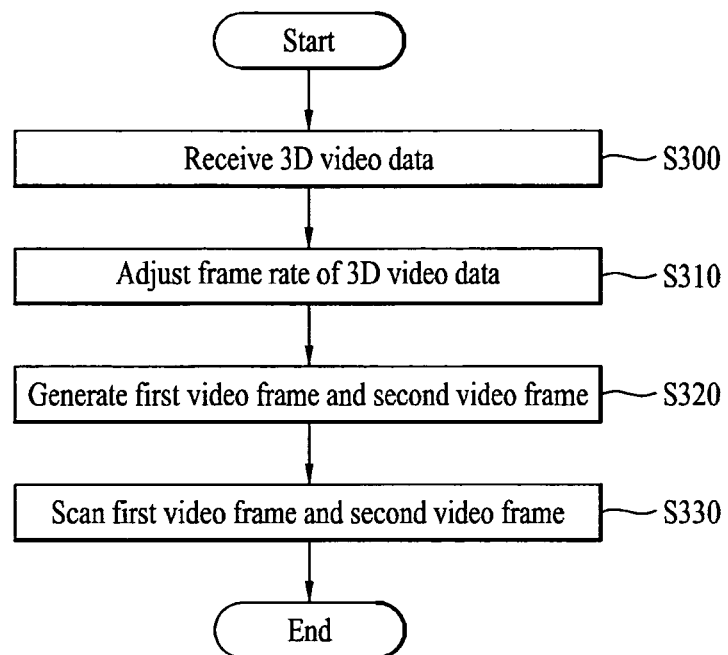 Start
Receive 3D video data S300
Adjust frame rate of 3D video data S310
Generate first video frame and second video frame S320
Scan first video frame and second video frame S330
End